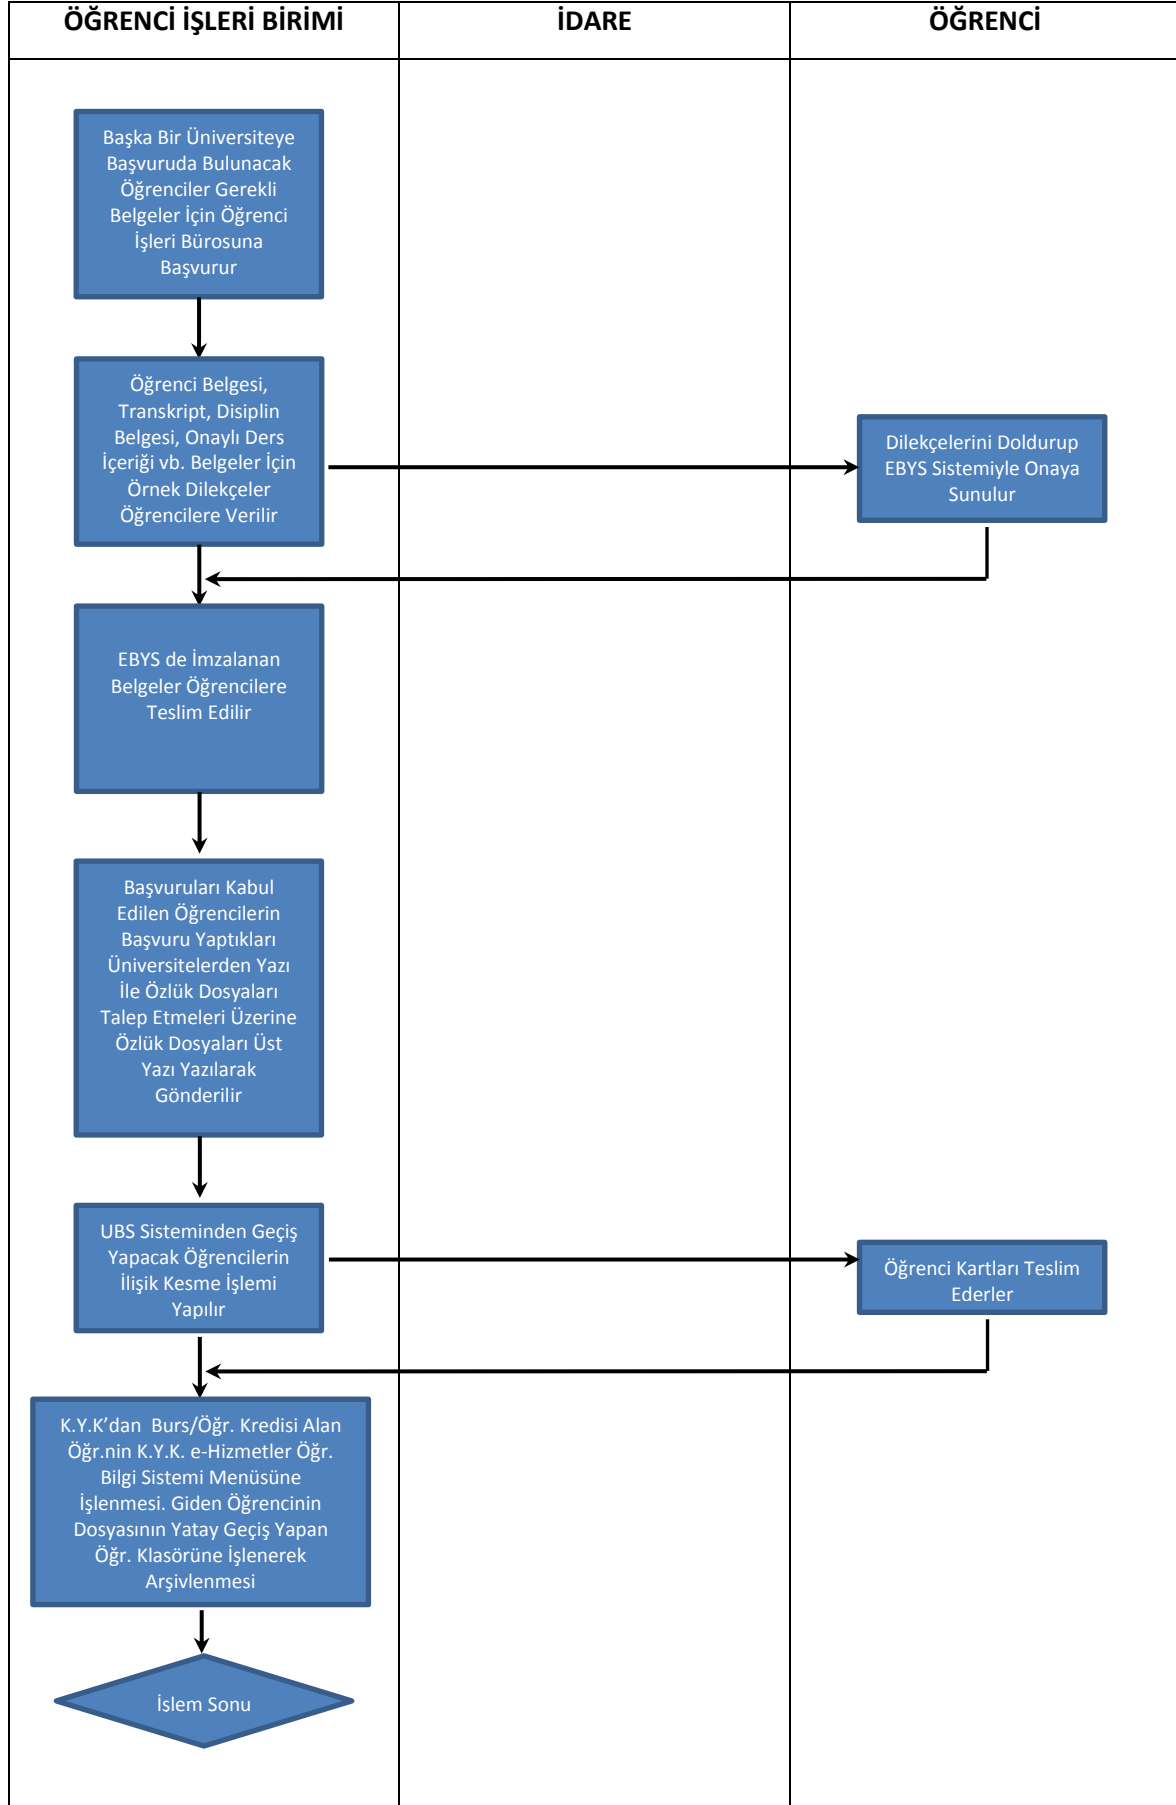 ÖĞRENCİ İŞLERİ BİRİMİ
İDARE
ÖĞRENCİ
Başka Bir Üniversiteye
Başvuruda Bulunacak
Öğrenciler Gerekli
Belgeler İçin Öğrenci
İşleri Bürosuna
Başvurur
Öğrenci Belgesi,
Transkript, Disiplin
Belgesi, Onaylı Ders
İçeriği vb. Belgeler İçin
Örnek Dilekçeler
Öğrencilere Verilir
Dilekçelerini Doldurup
EBYS Sistemiyle Onaya
Sunulur
EBYS de İmzalanan
Belgeler Öğrencilere
Teslim Edilir
Başvuruları Kabul
Edilen Öğrencilerin
Başvuru Yaptıkları
Üniversitelerden Yazı
İle Özlük Dosyaları
Talep Etmeleri Üzerine
Özlük Dosyaları Üst
Yazı Yazılarak
Gönderilir
UBS Sisteminden Geçiş
Yapacak Öğrencilerin
İlişik Kesme İşlemi
Yapılır
Öğrenci Kartları Teslim
Ederler
K.Y.K’dan  Burs/Öğr. Kredisi Alan
Öğr.nin K.Y.K. e-Hizmetler Öğr.
Bilgi Sistemi Menüsüne
İşlenmesi. Giden Öğrencinin
Dosyasının Yatay Geçiş Yapan
Öğr. Klasörüne İşlenerek
Arşivlenmesi
İşlem Sonu